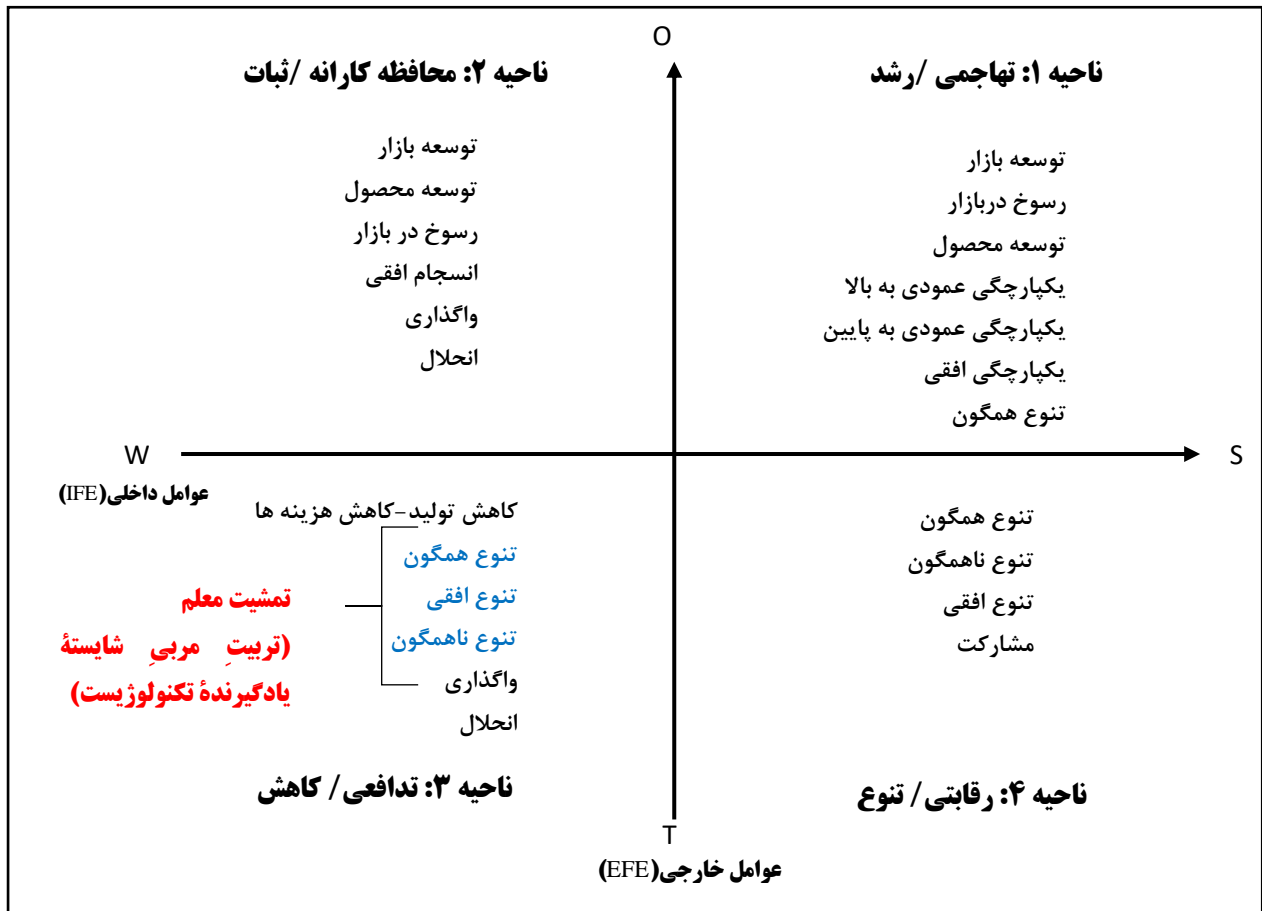 O
ناحیه ۱: تهاجمی /رشد
توسعه بازار
رسوخ دربازار
توسعه محصول
یکپارچگی عمودی به بالا
یکپارچگی عمودی به پایین
یکپارچگی افقی
تنوع همگون
ناحیه ۲: محافظه کارانه /ثبات
توسعه بازار
توسعه محصول
رسوخ در بازار
انسجام افقی
واگذاری
انحلال
S
W
عوامل داخلی(IFE)
تنوع همگون
تنوع ناهمگون
تنوع افقی
مشارکت
ناحیه ۴: رقابتی/ تنوع
کاهش تولید-کاهش هزینه ها
تنوع همگون
تنوع افقی
تنوع ناهمگون
واگذاری
انحلال
تمشیت معلم
(تربیتِ مربیِ شایستهٔ
یادگیرندهٔ تکنولوژیست)
ناحیه ۳: تدافعی/ کاهش
T
عوامل خارجی(EFE)